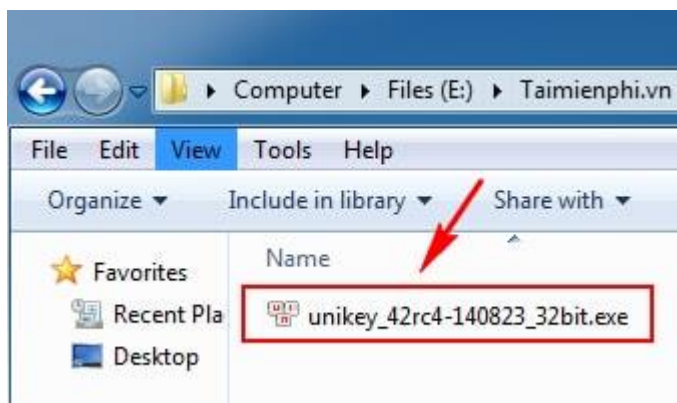 Computer ▸ Files (E:) ▸ Taimienphi.vn
File Edit View Tools Help
Organize Include in library Share with
Favorites
Name
Recent Pla
unikey_42rc4-140823_32bit.exe
Desktop